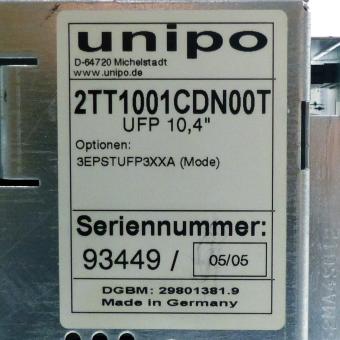 unipo
D-64720 Michelstadt
www.unipo.de
2TT1001CDN00T
UFP 10,4"
Optionen:
3EPSTUFP3XXA (Mode)
Seriennummer:
93449 / 05/05
DGBM: 29801381.9
Made in Germany